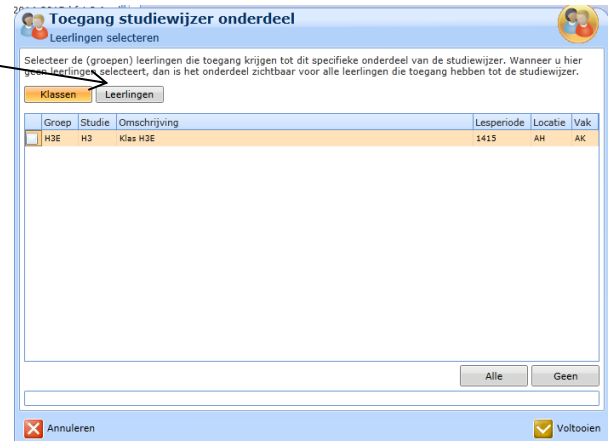 Toegang studiewijzer onderdeel
Leerlingen selecteren
Selecteer de (groepen) leerlingen die toegang krijgen tot dit specifieke onderdeel van de studiewijzer. Wanneer u hier
geen leerlingen selecteert, dan is het onderdeel zichtbaar voor alle leerlingen die toegang hebben tot de studiewijzer.
Klassen Leerlingen
Groep Studie Omschrijving Lesperiode Locatie Vak
H3E H3 Klas H3E 1415 AH AK
Alle Geen
Annuleren Voltooien